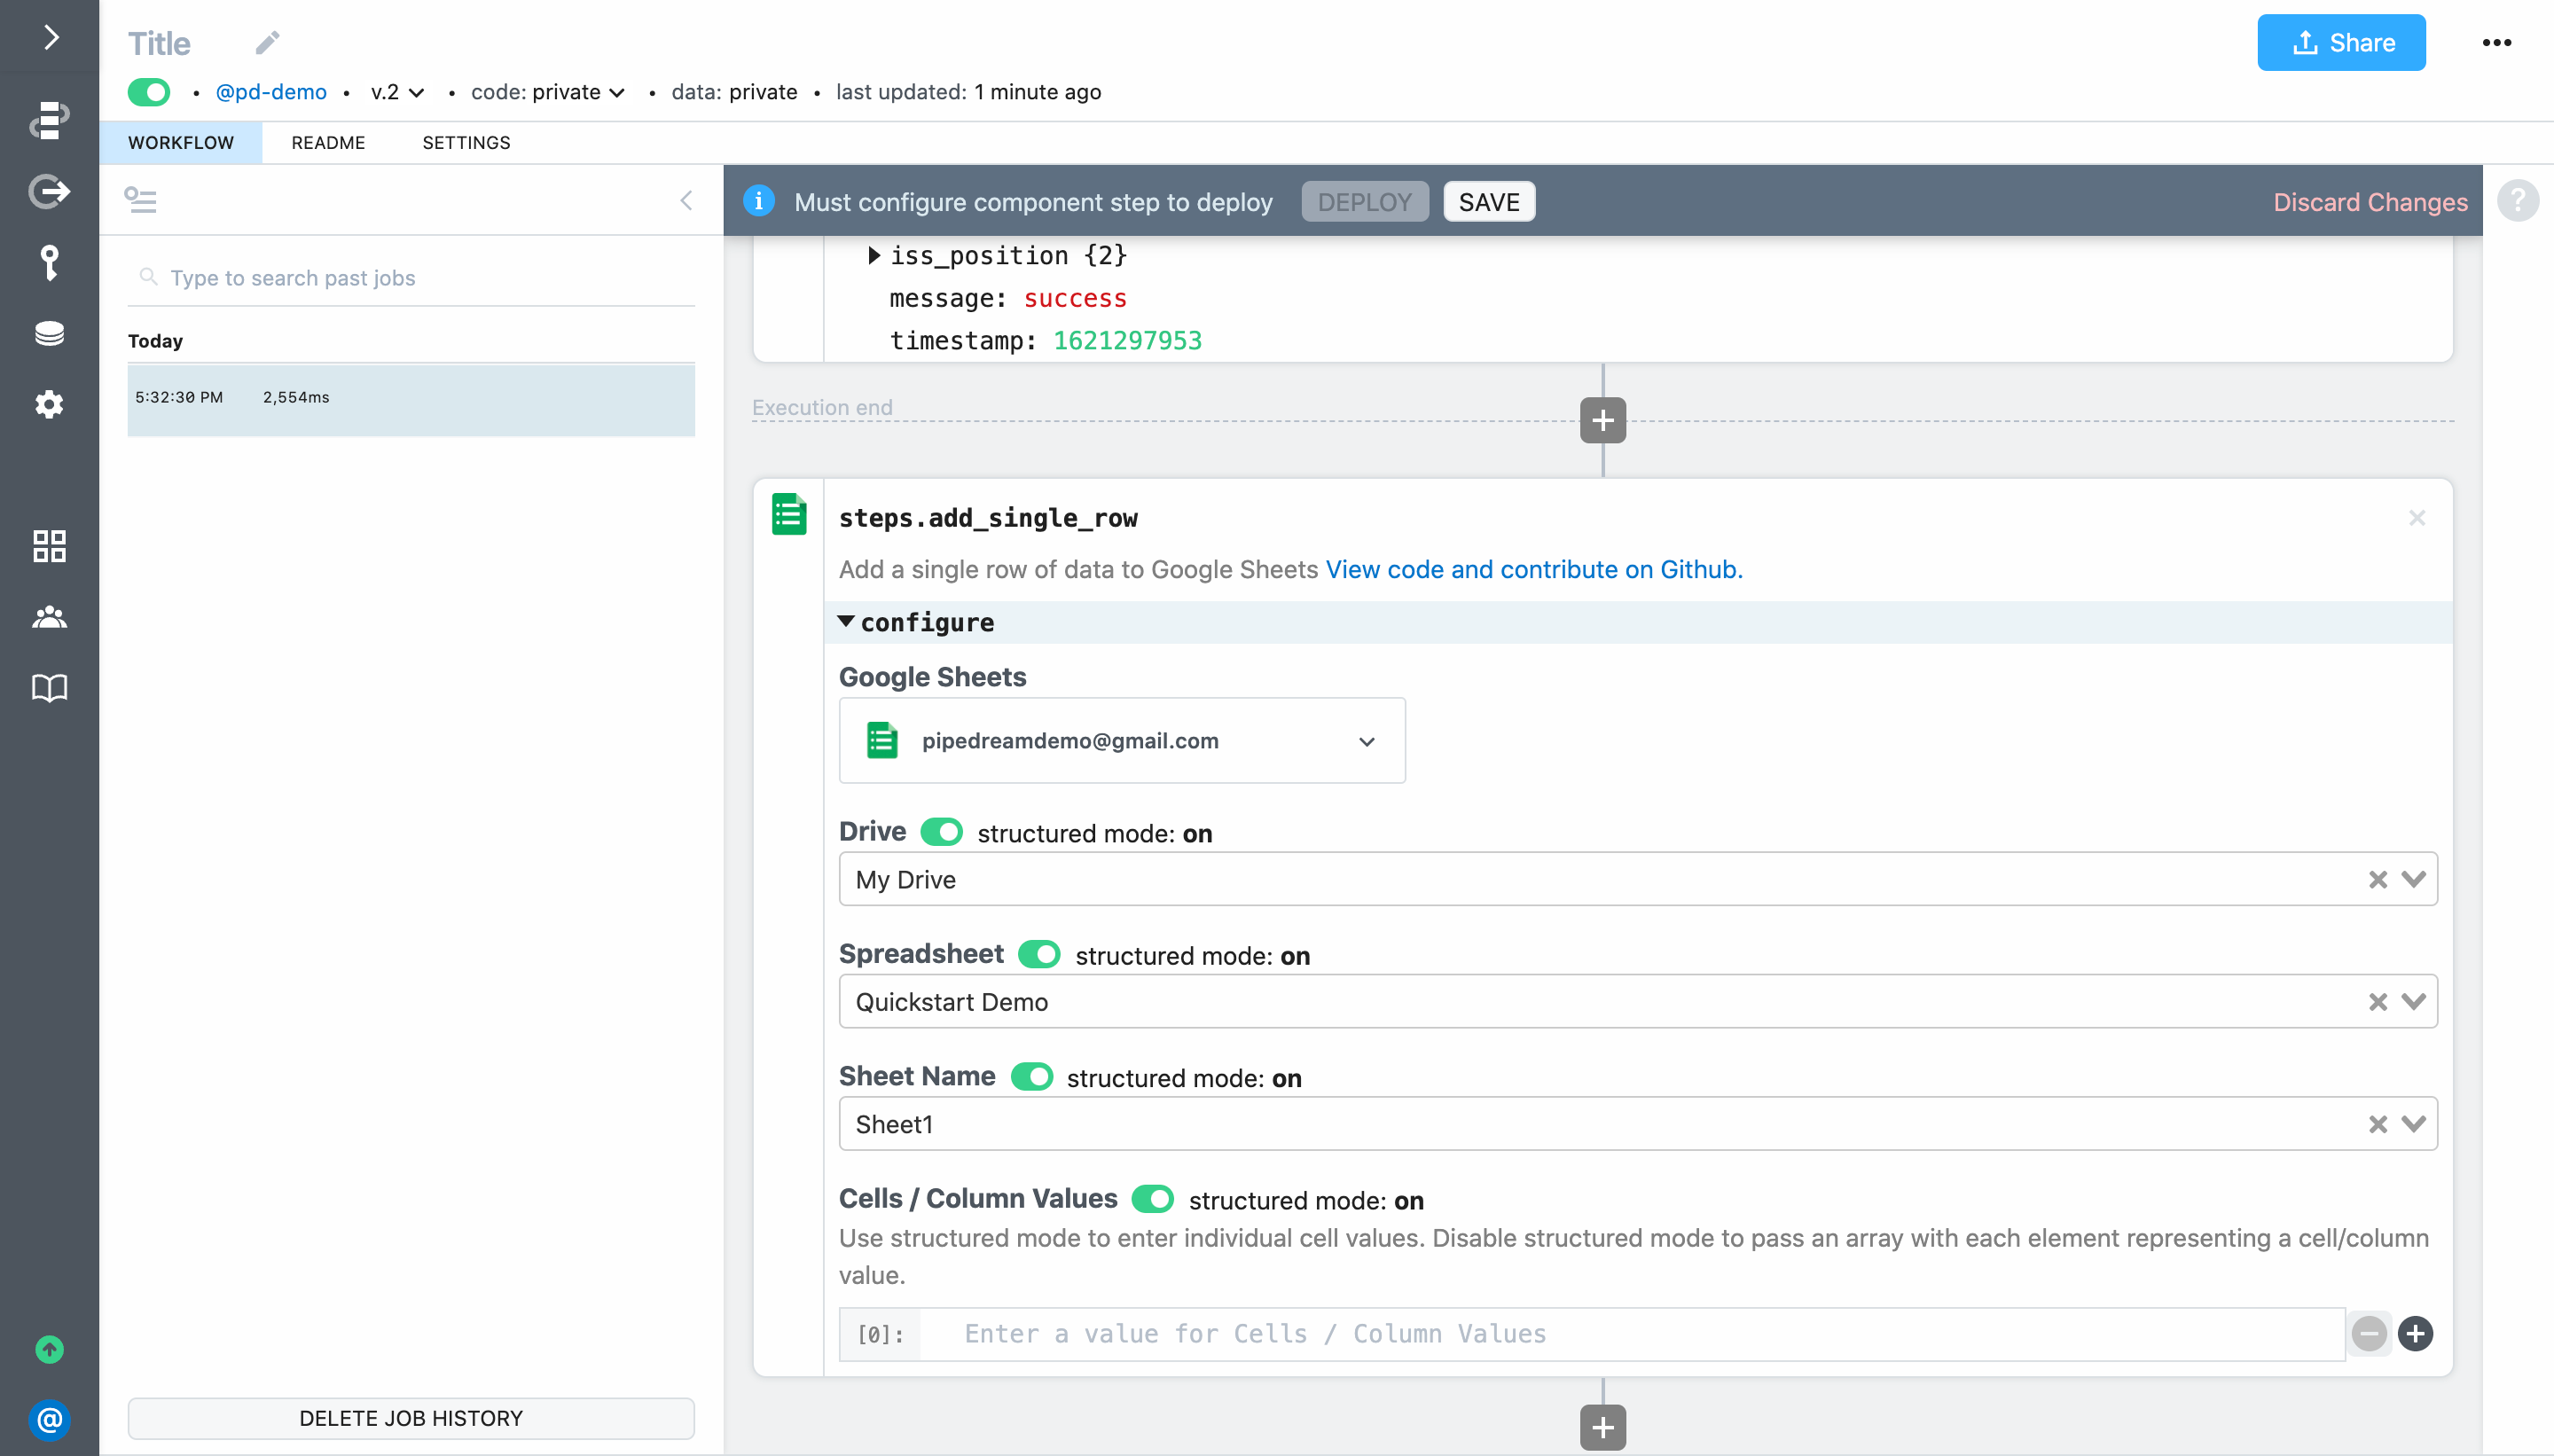 Title
Share
•••
• @pd-demo • v.2 • code: private • data: private • last updated: 1 minute ago
WORKFLOW README SETTINGS
i Must configure component step to deploy DEPLOY SAVE Discard Changes ?
Type to search past jobs
Today
5:32:30 PM 2,554ms
DELETE JOB HISTORY
@
iss_position {2}
message: success
timestamp: 1621297953
Execution end
steps.add_single_row
Add a single row of data to Google Sheets View code and contribute on Github.
configure
Google Sheets
pipedreamdemo@gmail.com
Drive structured mode: on
My Drive
Spreadsheet structured mode: on
Quickstart Demo
Sheet Name structured mode: on
Sheet1
Cells / Column Values structured mode: on
Use structured mode to enter individual cell values. Disable structured mode to pass an array with each element representing a cell/column
value.
[0]: Enter a value for Cells / Column Values